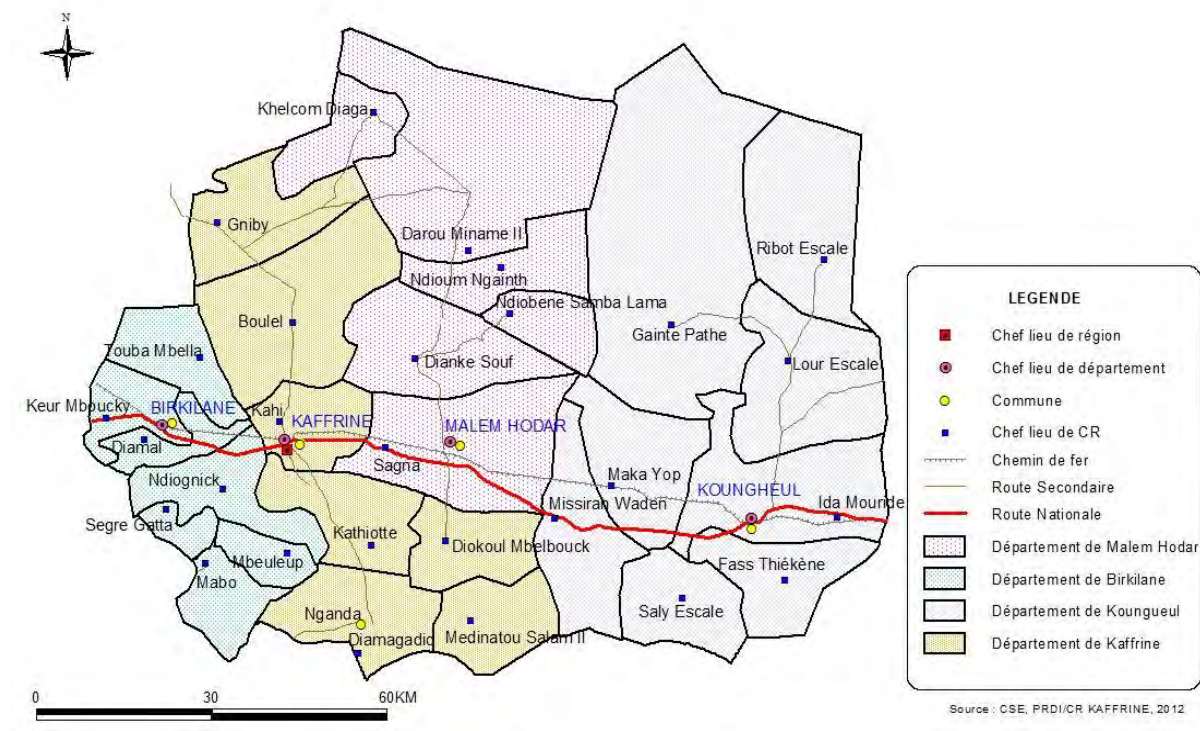 N
Khelcom Diaga
Gniby
Darou Miname II
Ribot Escale
Ndioum Ngainth
Ndiobene Samba Lama
Boulel
Gainte Pathe
Touba Mbella
Dianke Souf
Lour Escale
Keur Mboucky
BIRKILANE
Kahi
KAFFRINE
MALEM HODAR
Diamal
Sagna
Ndiognick
Maka Yop
KOUNGHEUL
Missiran Waden
Ida Mounde
Segre Gatta
Kathiotte
Diokoul Mbelbouck
Mbeuleup
Fass Thiékène
Mabo
Saly Escale
Nganda
Diamagadio
Medinatou Salam II
0 30 60KM
LEGENDE
Chef lieu de région
Chef lieu de département
Commune
Chef lieu de CR
Chemin de fer
Route Secondaire
Route Nationale
Département de Malem Hodar
Département de Birkilane
Département de Koungueul
Département de Kaffrine
Source : CSE, PRDI/CR KAFFRINE, 2012